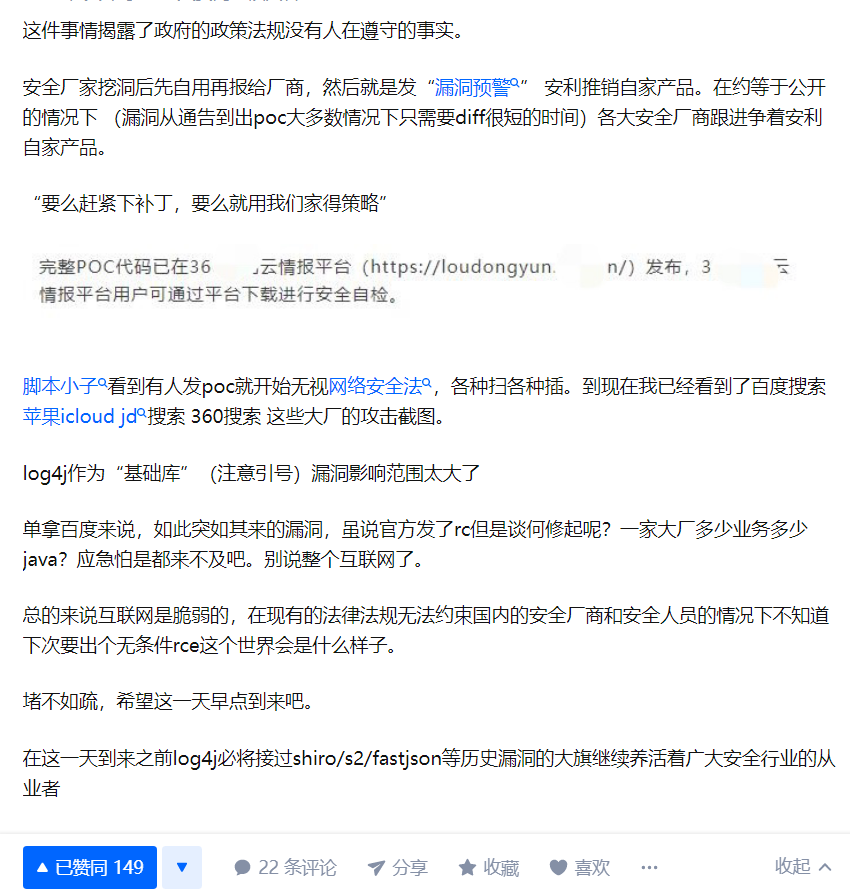 这件事情揭露了政府的政策法规没有人在遵守的事实。
安全厂家挖洞后先自用再报给厂商，然后就是发“漏洞预警” 安利推销自家产品。在约等于公开
的情况下 （漏洞从通告到出poc大多数情况下只需要diff很短的时间）各大安全厂商跟进争着安利
自家产品。
“要么赶紧下补丁，要么就用我们家得策略”
完整POC代码已在36 云情报平台（https://loudongyun. n/）发布，3 云
情报平台用户可通过平台下载进行安全自检。
脚本小子看到有人发poc就开始无视网络安全法，各种扫各种插。到现在我已经看到了百度搜索
苹果icloud jd搜索 360搜索 这些大厂的攻击截图。
log4j作为“基础库” （注意引号）漏洞影响范围太大了
单拿百度来说，如此突如其来的漏洞，虽说官方发了rc但是谈何修起呢？一家大厂多少业务多少
java？应急怕是都来不及吧。别说整个互联网了。
总的来说互联网是脆弱的，在现有的法律法规无法约束国内的安全厂商和安全人员的情况下不知道
下次要出个无条件rce这个世界会是什么样子。
堵不如疏，希望这一天早点到来吧。
在这一天到来之前log4j必将接过shiro/s2/fastjson等历史漏洞的大旗继续养活着广大安全行业的从
业者
已赞同 149 22 条评论 分享 收藏 喜欢 收起